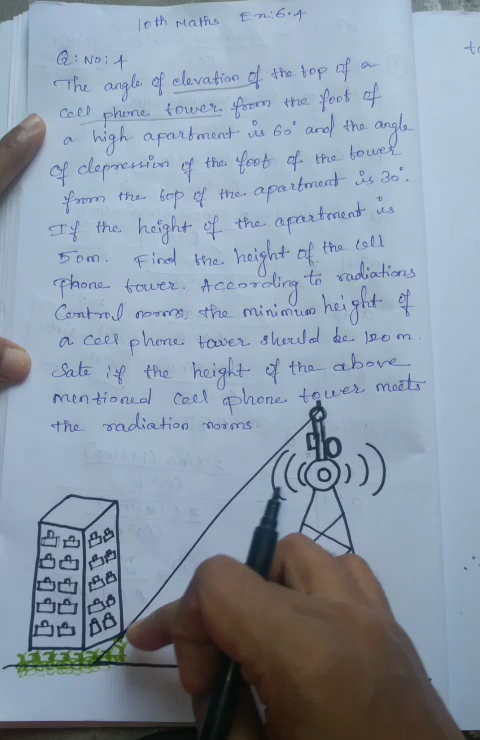 10th Maths Ex: 6.4
Q: No: 4
The angle of elevation of the top of a
cell phone tower from the foot of
a high apartment is 60° and the angle
of depression of the foot of the tower
from the top of the apartment is 30°.
If the height of the apartment is
50m. Find the height of the cell
phone tower. According to radiations
Control norms, the minimum height of
a cell phone tower should be 120 m.
State if the height of the above
mentioned cell phone tower meets
the radiation norms.